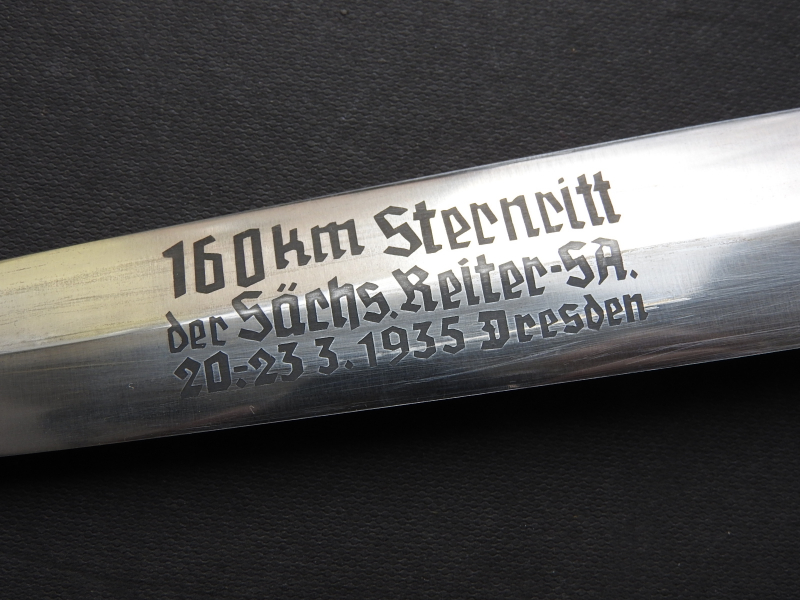 160km Sternritt
der Sächs. Reiter-SA.
20.-23 3. 1935 Dresden